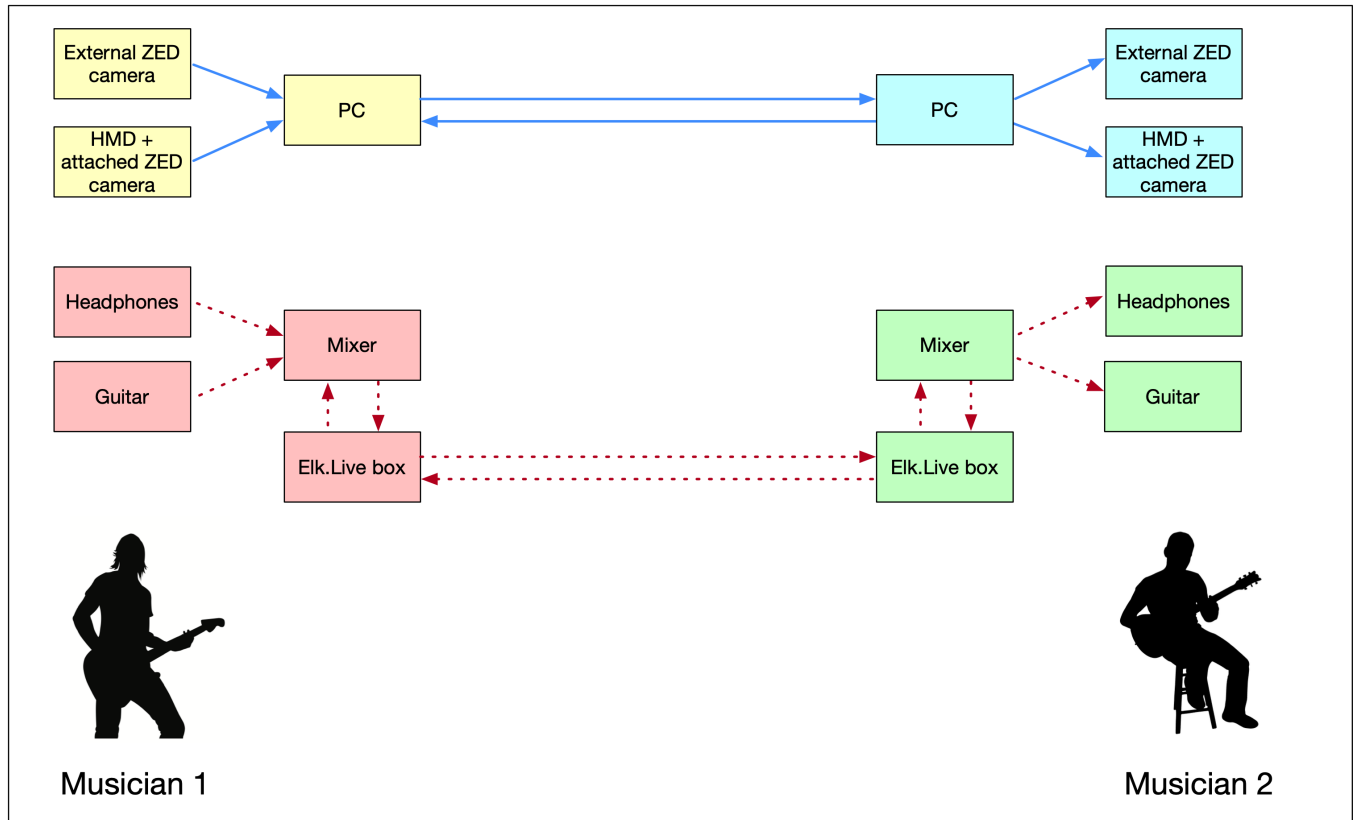 External ZED
camera
HMD +
attached ZED
camera
PC
PC
External ZED
camera
HMD +
attached ZED
camera
Headphones
Guitar
Mixer
Elk.Live box
Mixer
Elk.Live box
Headphones
Guitar
Musician 1
Musician 2